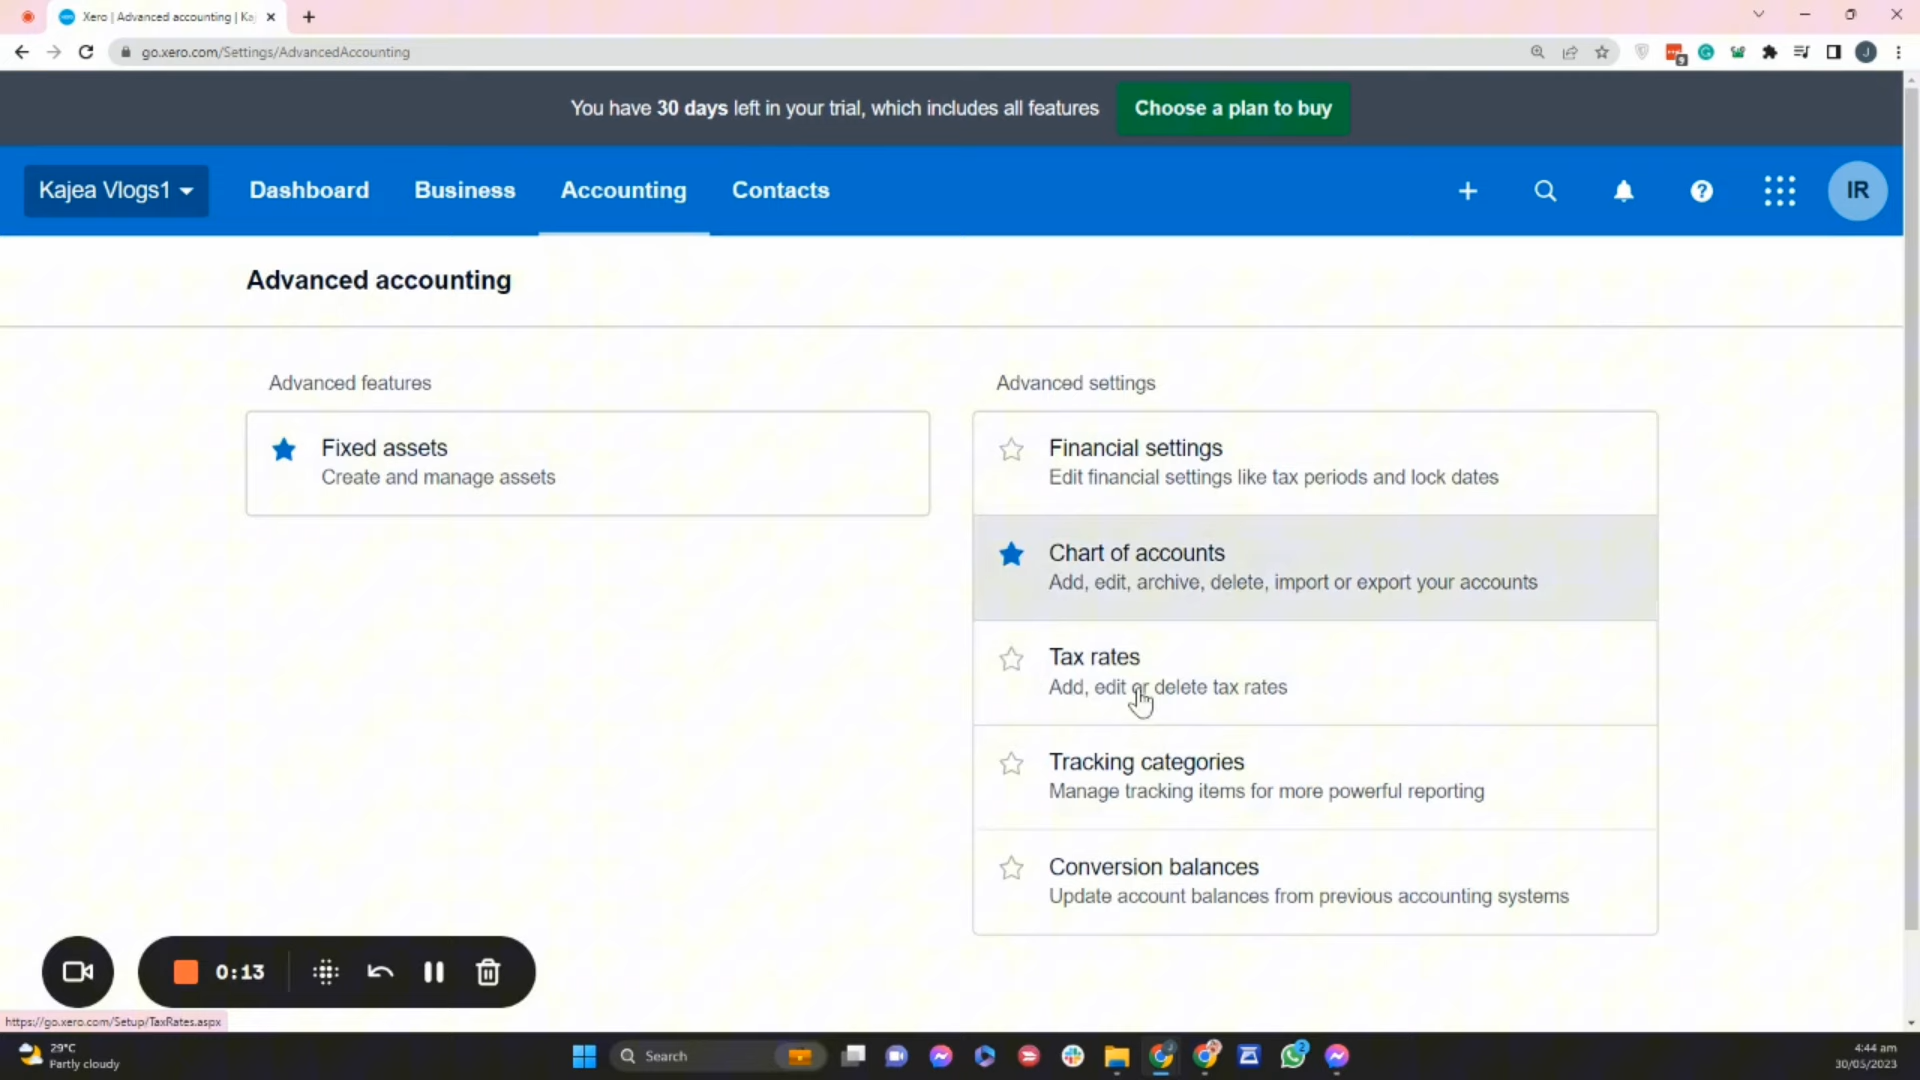 Xero | Advanced accounting | Ka
go.xero.com/Settings/AdvancedAccounting
9
J
You have 30 days left in your trial, which includes all features
Choose a plan to buy
Kajea Vlogs1
Dashboard
Business
Accounting
Contacts
IR
Advanced accounting
Advanced features
Fixed assets
Create and manage assets
Advanced settings
Financial settings
Edit financial settings like tax periods and lock dates
Chart of accounts
Add, edit, archive, delete, import or export your accounts
Tax rates
Add, edit or delete tax rates
Tracking categories
Manage tracking items for more powerful reporting
Conversion balances
Update account balances from previous accounting systems
0:13
https://go.xero.com/Setup/TaxRates.aspx
29°C
Partly cloudy
Search
2
4:44 am
30/05/2023